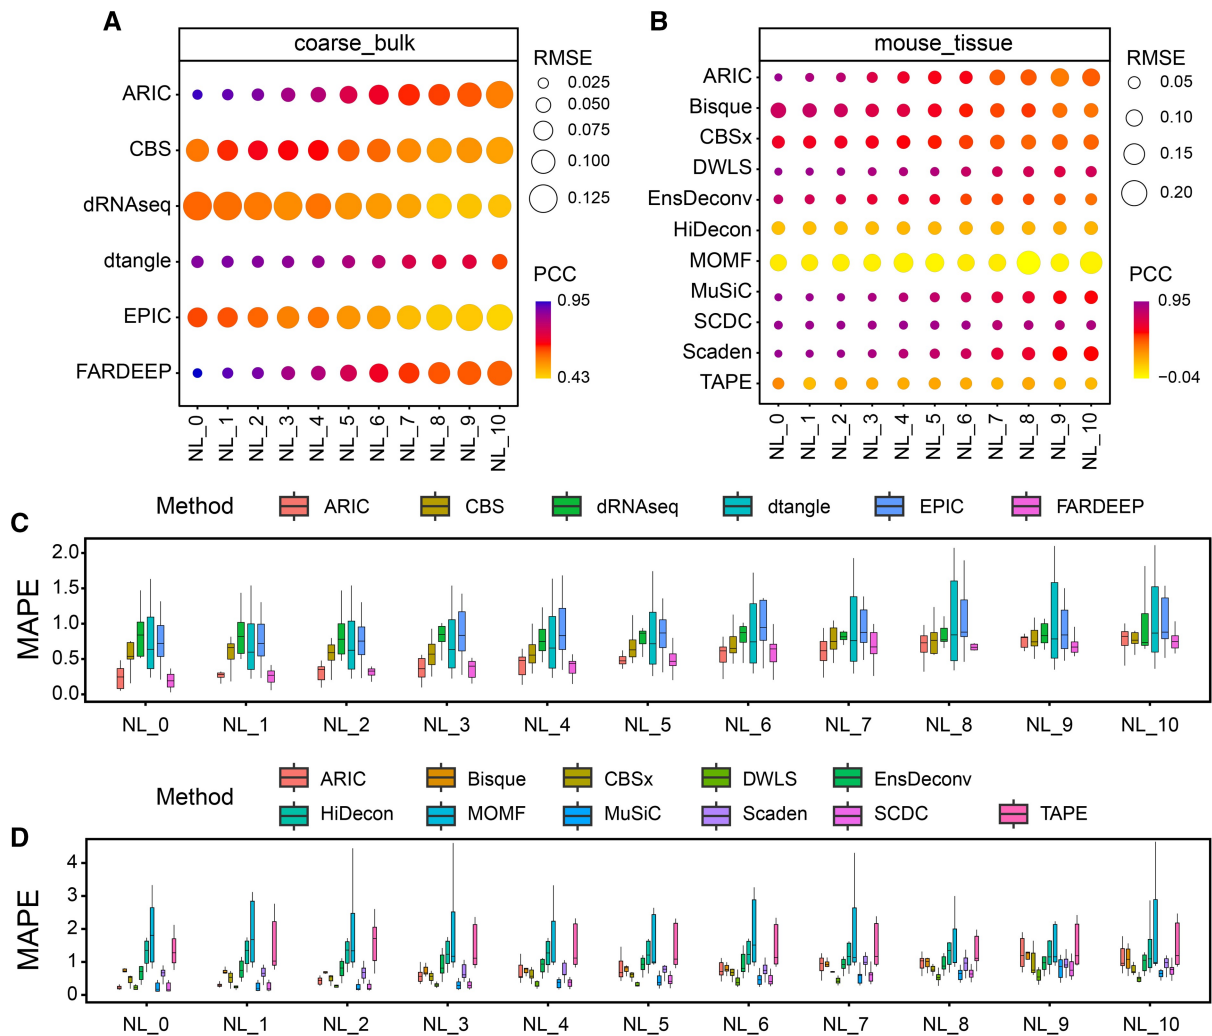 A
coarse_bulk
ARIC
CBS
dRNAseq
dtangle
EPIC
FARDEEP
NL_0 NL_1 NL_2 NL_3 NL_4 NL_5 NL_6 NL_7 NL_8 NL_9 NL_10
RMSE
0.025
0.050
0.075
0.100
0.125
PCC
0.95
0.43
B
mouse_tissue
ARIC
Bisque
CBSx
DWLS
EnsDeconv
HiDecon
MOMF
MuSiC
SCDC
Scaden
TAPE
NL_0 NL_1 NL_2 NL_3 NL_4 NL_5 NL_6 NL_7 NL_8 NL_9 NL_10
RMSE
0.05
0.10
0.15
0.20
PCC
0.95
−0.04
Method ARIC CBS dRNAseq dtangle EPIC FARDEEP
C
MAPE
2.0
1.5
1.0
0.5
0.0
NL_0 NL_1 NL_2 NL_3 NL_4 NL_5 NL_6 NL_7 NL_8 NL_9 NL_10
Method
ARIC Bisque CBSx DWLS EnsDeconv
HiDecon MOMF MuSiC Scaden SCDC TAPE
D
MAPE
4
3
2
1
0
NL_0 NL_1 NL_2 NL_3 NL_4 NL_5 NL_6 NL_7 NL_8 NL_9 NL_10